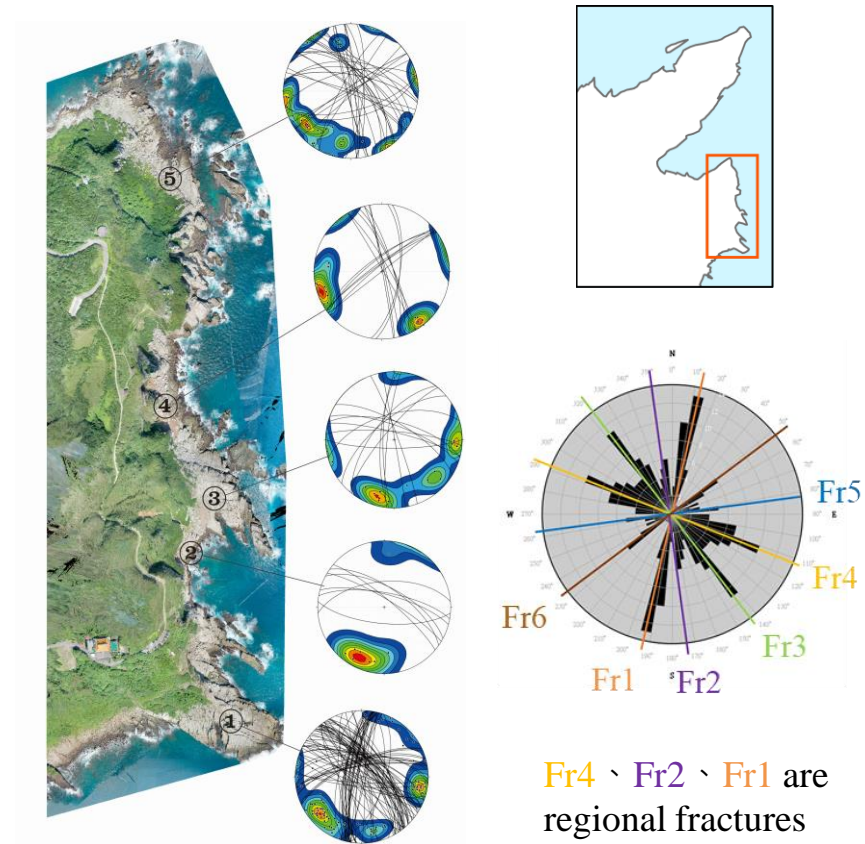 ⑤
④
③
②
①
N
W
E
S
Fr5
Fr4
Fr6
Fr3
Fr1
Fr2
Fr4、Fr2、Fr1 are
regional fractures